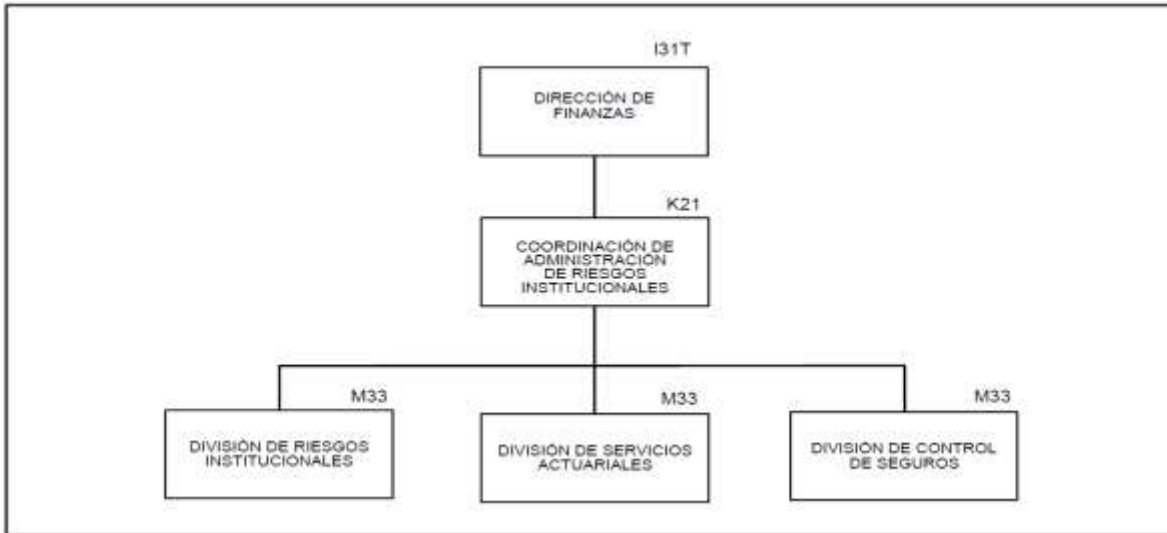 I31T
DIRECCIÓN DE
FINANZAS
K21
COORDINACIÓN DE
ADMINISTRACIÓN
DE RIESGOS
INSTITUCIONALES
M33
DIVISIÓN DE RIESGOS
INSTITUCIONALES
M33
DIVISIÓN DE SERVICIOS
ACTUARIALES
M33
DIVISIÓN DE CONTROL
DE SEGUROS